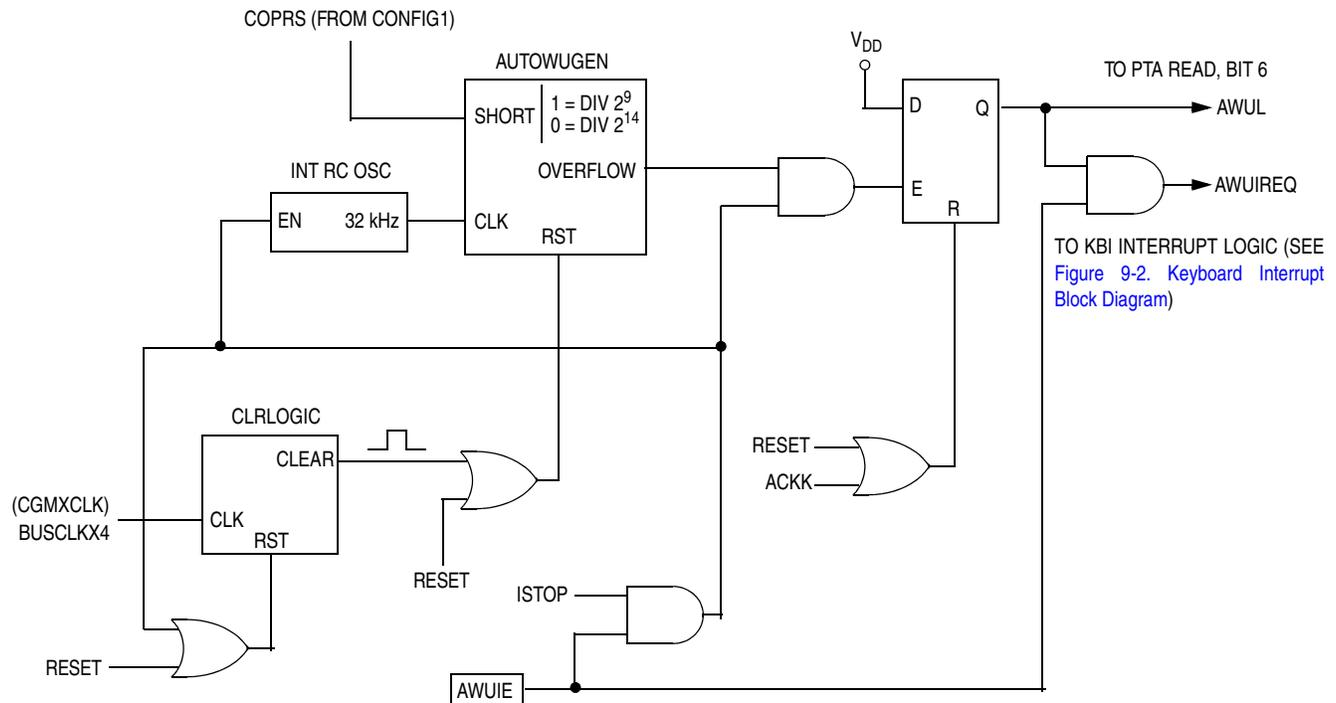 COPRS (FROM CONFIG1)
V_DD
AUTOWUGEN
TO PTA READ, BIT 6
SHORT
1 = DIV 2^9
0 = DIV 2^14
D
Q
AWUL
INT RC OSC
OVERFLOW
E
AWUIREQ
EN
32 kHz
CLK
RST
R
TO KBI INTERRUPT LOGIC (SEE
Figure 9-2. Keyboard Interrupt
Block Diagram)
CLRLOGIC
CLEAR
RESET
ACKK
(CGMXCLK)
BUSCLKX4
CLK
RST
RESET
ISTOP
RESET
AWUIE